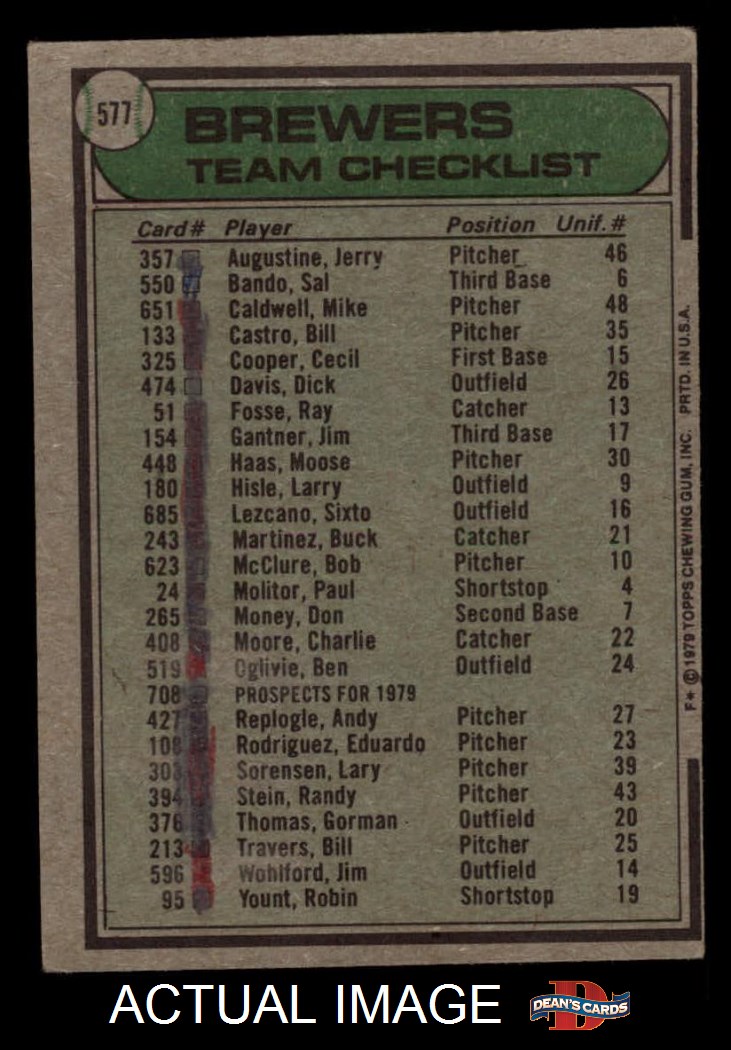 577
BREWERS
TEAM CHECKLIST
Card# Player Position Unif.#
357 Augustine, Jerry Pitcher 46
550 Bando, Sal Third Base 6
651 Caldwell, Mike Pitcher 48
133 Castro, Bill Pitcher 35
325 Cooper, Cecil First Base 15
474 Davis, Dick Outfield 26
51 Fosse, Ray Catcher 13
154 Gantner, Jim Third Base 17
448 Haas, Moose Pitcher 30
180 Hisle, Larry Outfield 9
685 Lezcano, Sixto Outfield 16
243 Martinez, Buck Catcher 21
623 McClure, Bob Pitcher 10
24 Molitor, Paul Shortstop 4
265 Money, Don Second Base 7
408 Moore, Charlie Catcher 22
519 Oglivie, Ben Outfield 24
708 PROSPECTS FOR 1979
427 Replogle, Andy Pitcher 27
108 Rodriguez, Eduardo Pitcher 23
303 Sorensen, Lary Pitcher 39
394 Stein, Randy Pitcher 43
376 Thomas, Gorman Outfield 20
213 Travers, Bill Pitcher 25
596 Wohlford, Jim Outfield 14
95 Yount, Robin Shortstop 19
F* © 1979 TOPPS CHEWING GUM, INC. PRTD. IN U.S.A.
ACTUAL IMAGE
D
DEAN'S CARDS